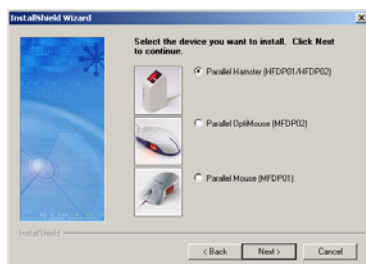 InstallShield Wizard
Select the device you want to install. Click Next
to continue.
Parallel Hamster (HFDP01/HFDP02)
Parallel OptiMouse (MFDP02)
Parallel Mouse (MFDP01)
InstallShield
< Back
Next >
Cancel